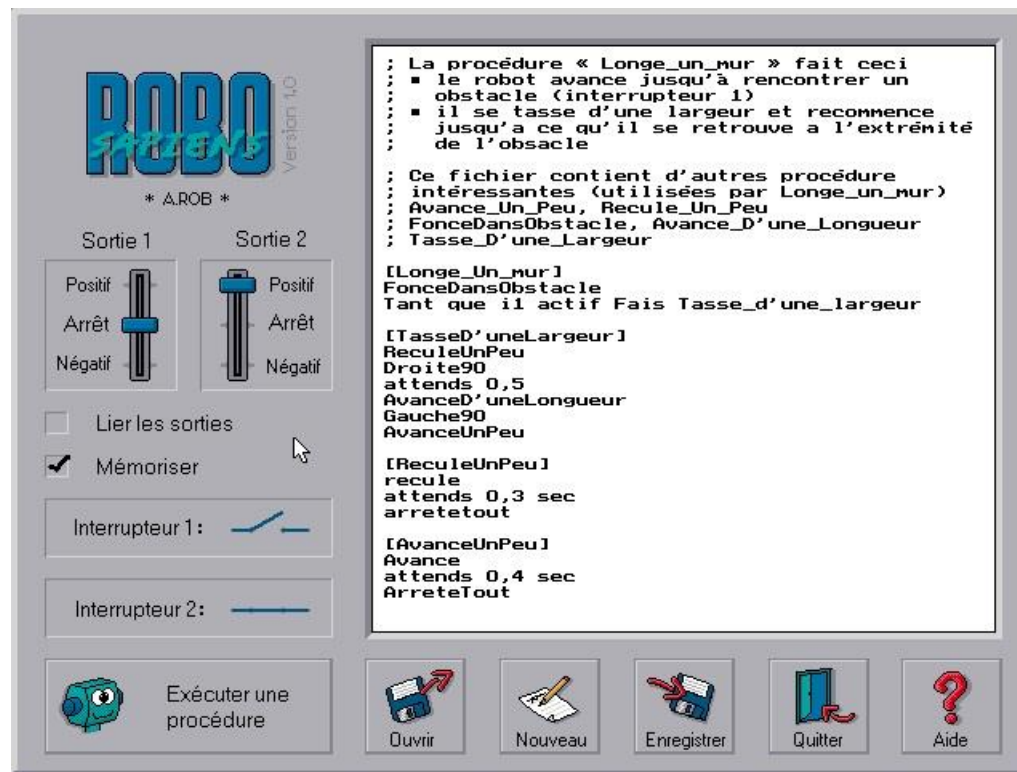 ROBO
SAPIENS
Version 1,0
* A.ROB *
Sortie 1
Sortie 2
Positif
Arrêt
Négatif
Positif
Arrêt
Négatif
Lier les sorties
Mémoriser
Interrupteur 1:
Interrupteur 2:
Exécuter une
procédure
; La procédure « Longe_un_mur » fait ceci
; ▪ le robot avance jusqu'à rencontrer un
; obstacle (interrupteur 1)
; ▪ il se tasse d'une largeur et recommence
; jusqu'a ce qu'il se retrouve a l'extrémité
; de l'obsacle
; Ce fichier contient d'autres procédure
; intéressantes (utilisées par Longe_un_mur)
; Avance_Un_Peu, Recule_Un_Peu
; FonceDansObstacle, Avance_D'une_Longueur
; Tasse_D'une_Largeur
[Longe_Un_mur]
FonceDansObstacle
Tant que i1 actif Fais Tasse_d'une_largeur
[TasseD'uneLargeur]
ReculeUnPeu
Droite90
attends 0,5
AvanceD'uneLongueur
Gauche90
AvanceUnPeu
[ReculeUnPeu]
recule
attends 0,3 sec
arretetout
[AvanceUnPeu]
Avance
attends 0,4 sec
ArreteTout
Ouvrir
Nouveau
Enregistrer
Quitter
Aide